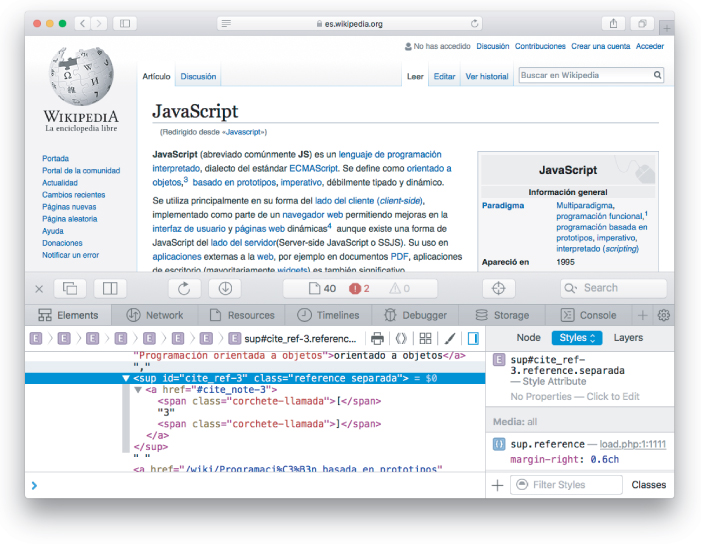 es.wikipedia.org
No has accedido Discusión Contribuciones Crear una cuenta Acceder
Artículo Discusión Leer Editar Ver historial Buscar en Wikipedia
WIKIPEDIA
La enciclopedia libre
Portada
Portal de la comunidad
Actualidad
Cambios recientes
Páginas nuevas
Página aleatoria
Ayuda
Donaciones
Notificar un error
JavaScript
(Redirigido desde «Javascript»)
JavaScript (abreviado comúnmente JS) es un lenguaje de programación
interpretado, dialecto del estándar ECMAScript. Se define como orientado a
objetos,3 basado en prototipos, imperativo, débilmente tipado y dinámico.
Se utiliza principalmente en su forma del lado del cliente (client-side),
implementado como parte de un navegador web permitiendo mejoras en la
interfaz de usuario y páginas web dinámicas4 aunque existe una forma de
JavaScript del lado del servidor(Server-side JavaScript o SSJS). Su uso en
aplicaciones externas a la web, por ejemplo en documentos PDF, aplicaciones
de escritorio (mayoritariamente widgets) es también significativo.
JavaScript
Información general
Paradigma Multiparadigma,
programación funcional,1
programación basada en
prototipos, imperativo,
interpretado (scripting)
Apareció en 1995
40 2 0 Search
Elements Network Resources Timelines Debugger Storage Console
E E E E E E E sup#cite_ref-3.referenc... Node Styles Layers
"Programación orientada a objetos">orientado a objetos</a>
","
<sup id="cite_ref-3" class="reference separada"> = $0
<a href="#cite_note-3">
<span class="corchete-llamada">[</span>
"3"
<span class="corchete-llamada">]</span>
</a>
</sup>
" "
<a href="/wiki/Programaci%C3%B3n_basada_en_prototipos"
E sup#cite_ref-
3.reference.separada
— Style Attribute
No Properties — Click to Edit
Media: all
sup.reference — load.php:1:1111
margin-right: 0.6ch
Filter Styles Classes